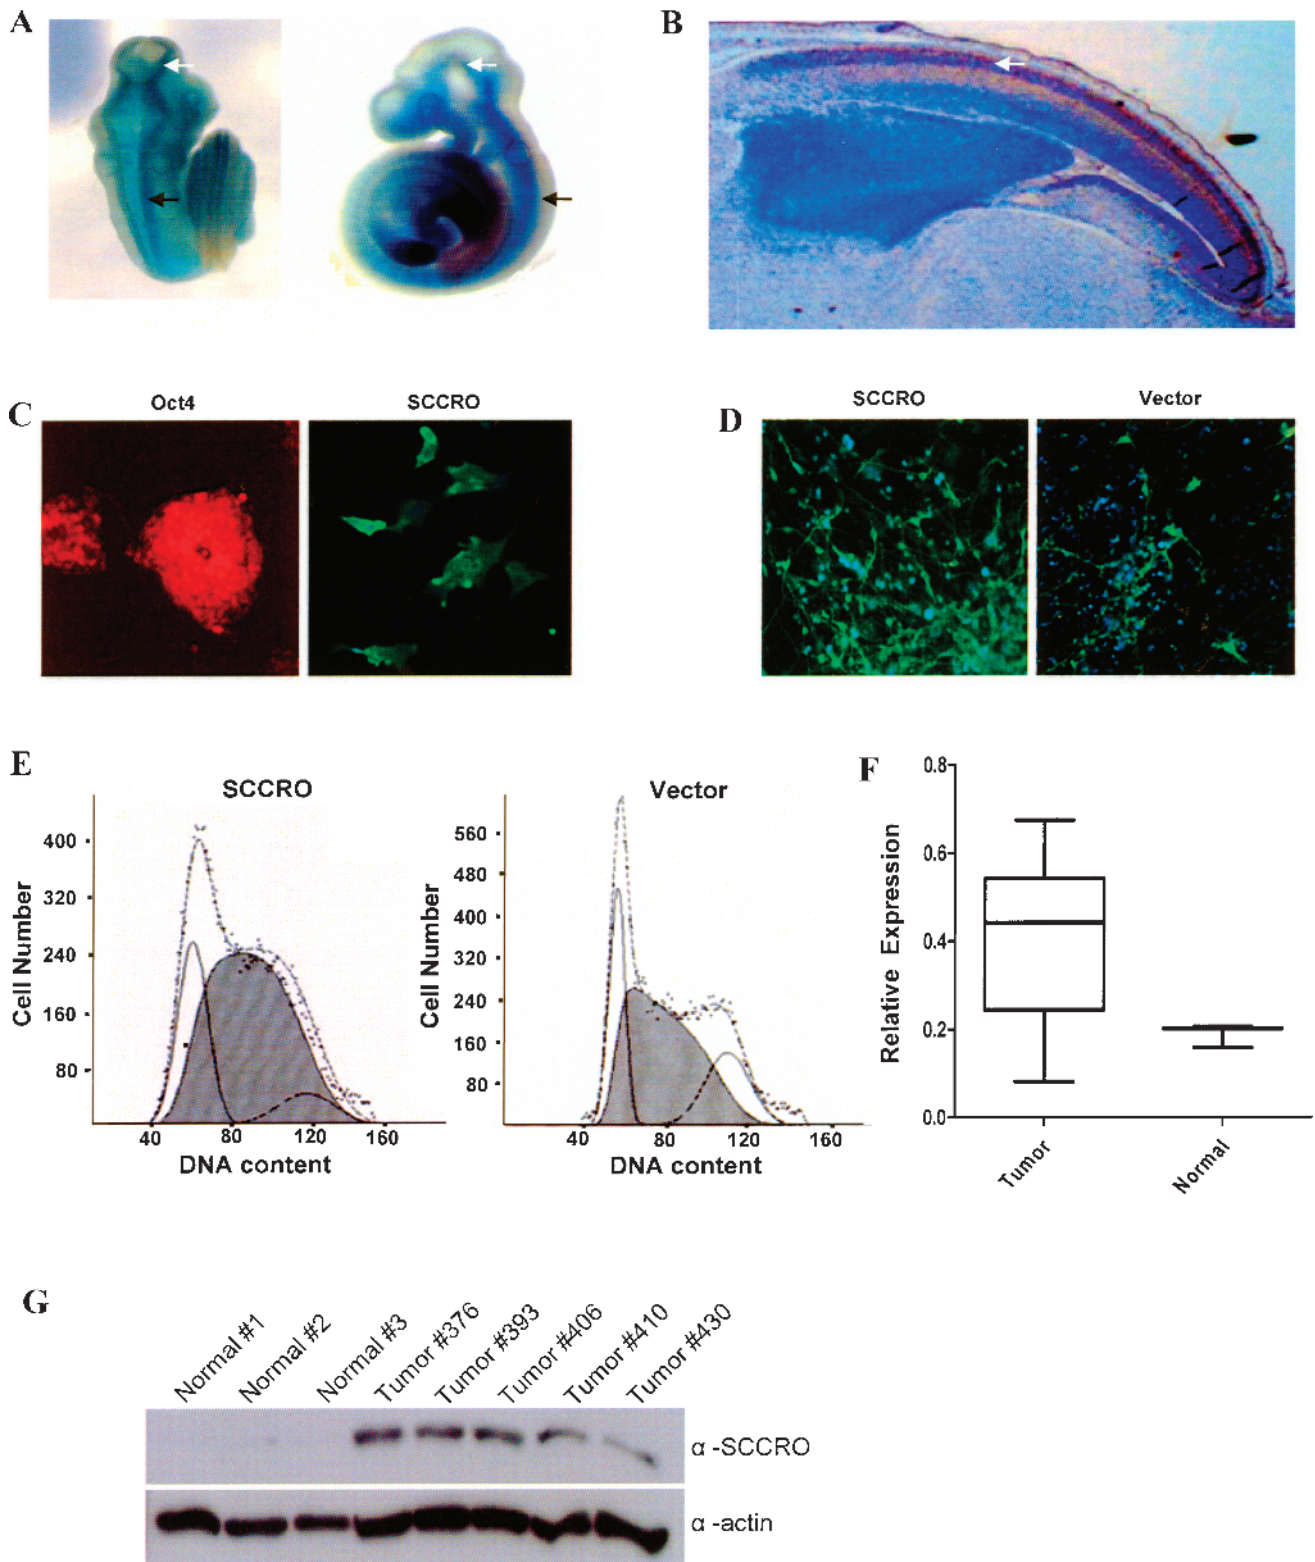 A
B
C
Oct4
SCCRO
D
SCCRO
Vector
E
SCCRO
Cell Number
400
320
240
160
80
40
80
120
160
DNA content
Vector
Cell Number
560
480
400
320
240
160
80
40
80
120
160
DNA content
F
Relative Expression
0.8
0.6
0.4
0.2
0.0
Tumor
Normal
G
Normal #1
Normal #2
Normal #3
Tumor #376
Tumor #393
Tumor #406
Tumor #410
Tumor #430
α -SCCRO
α -actin